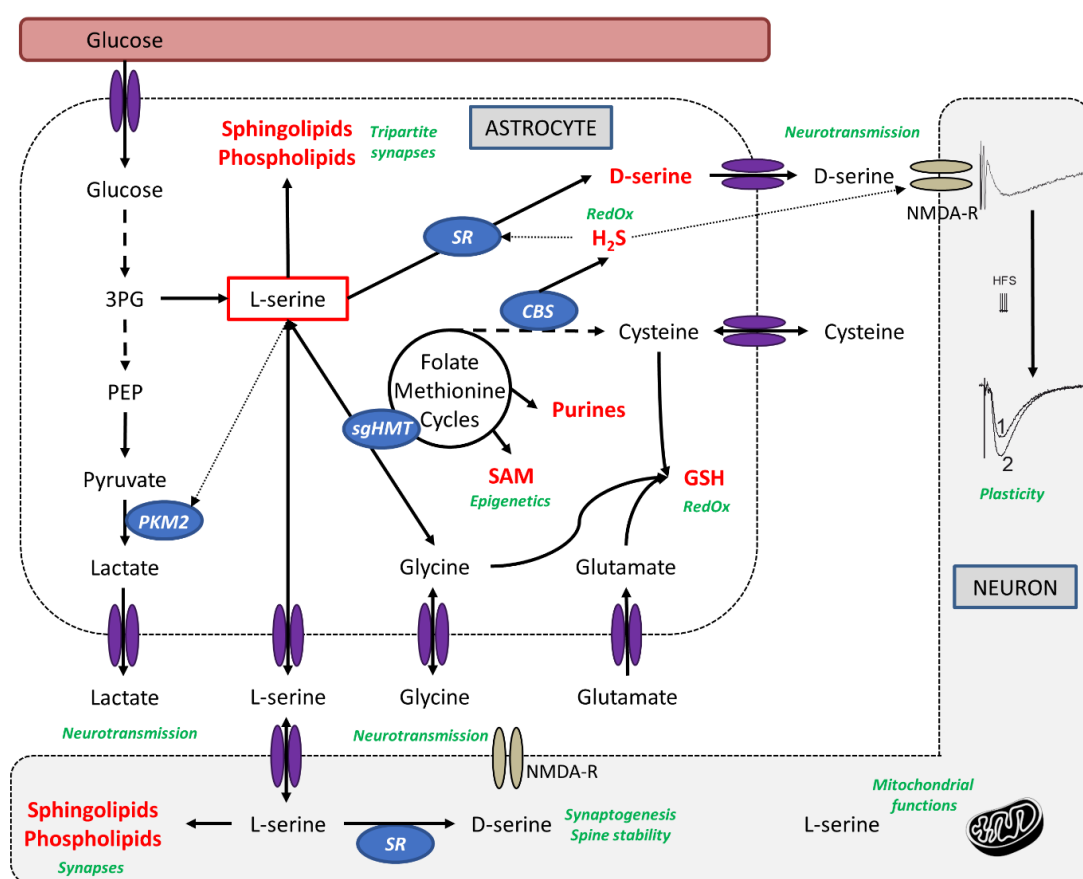 Glucose
ASTROCYTE
Sphingolipids
Phospholipids
Tripartite
synapses
Neurotransmission
Glucose
D-serine
D-serine
NMDA-R
RedOx
H2S
SR
HFS
3PG
L-serine
CBS
Cysteine
Cysteine
Folate
Methionine
Cycles
PEP
Purines
sgHMT
1
2
Pyruvate
SAM
Epigenetics
GSH
RedOx
Plasticity
PKM2
Lactate
Glycine
Glutamate
NEURON
Lactate
L-serine
Glycine
Glutamate
Neurotransmission
Neurotransmission
NMDA-R
Mitochondrial
functions
Sphingolipids
Phospholipids
Synapses
L-serine
SR
D-serine
Synaptogenesis
Spine stability
L-serine